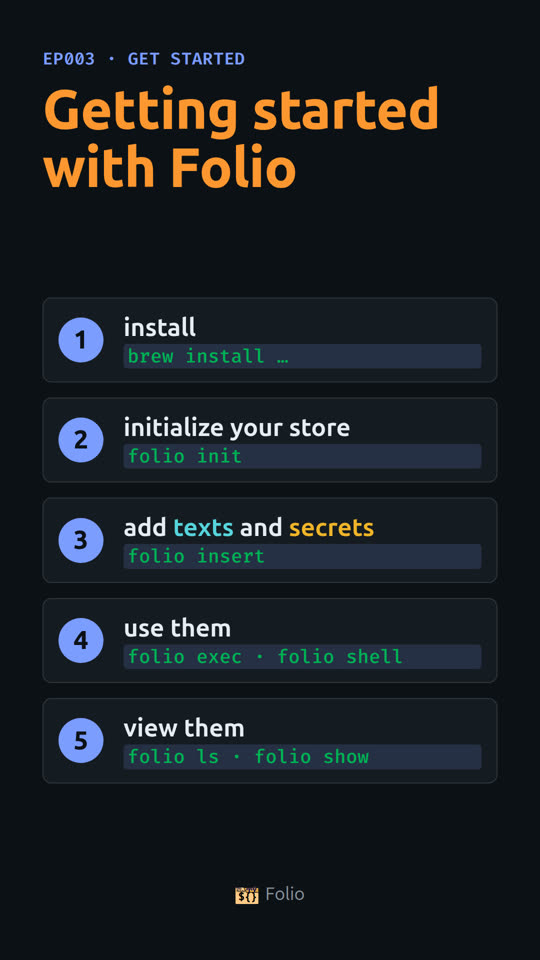 EP003 · GET STARTED
Getting started
with Folio
1
install
brew install …
2
initialize your store
folio init
3
add texts and secrets
folio insert
4
use them
folio exec · folio shell
5
view them
folio ls · folio show
${} Folio